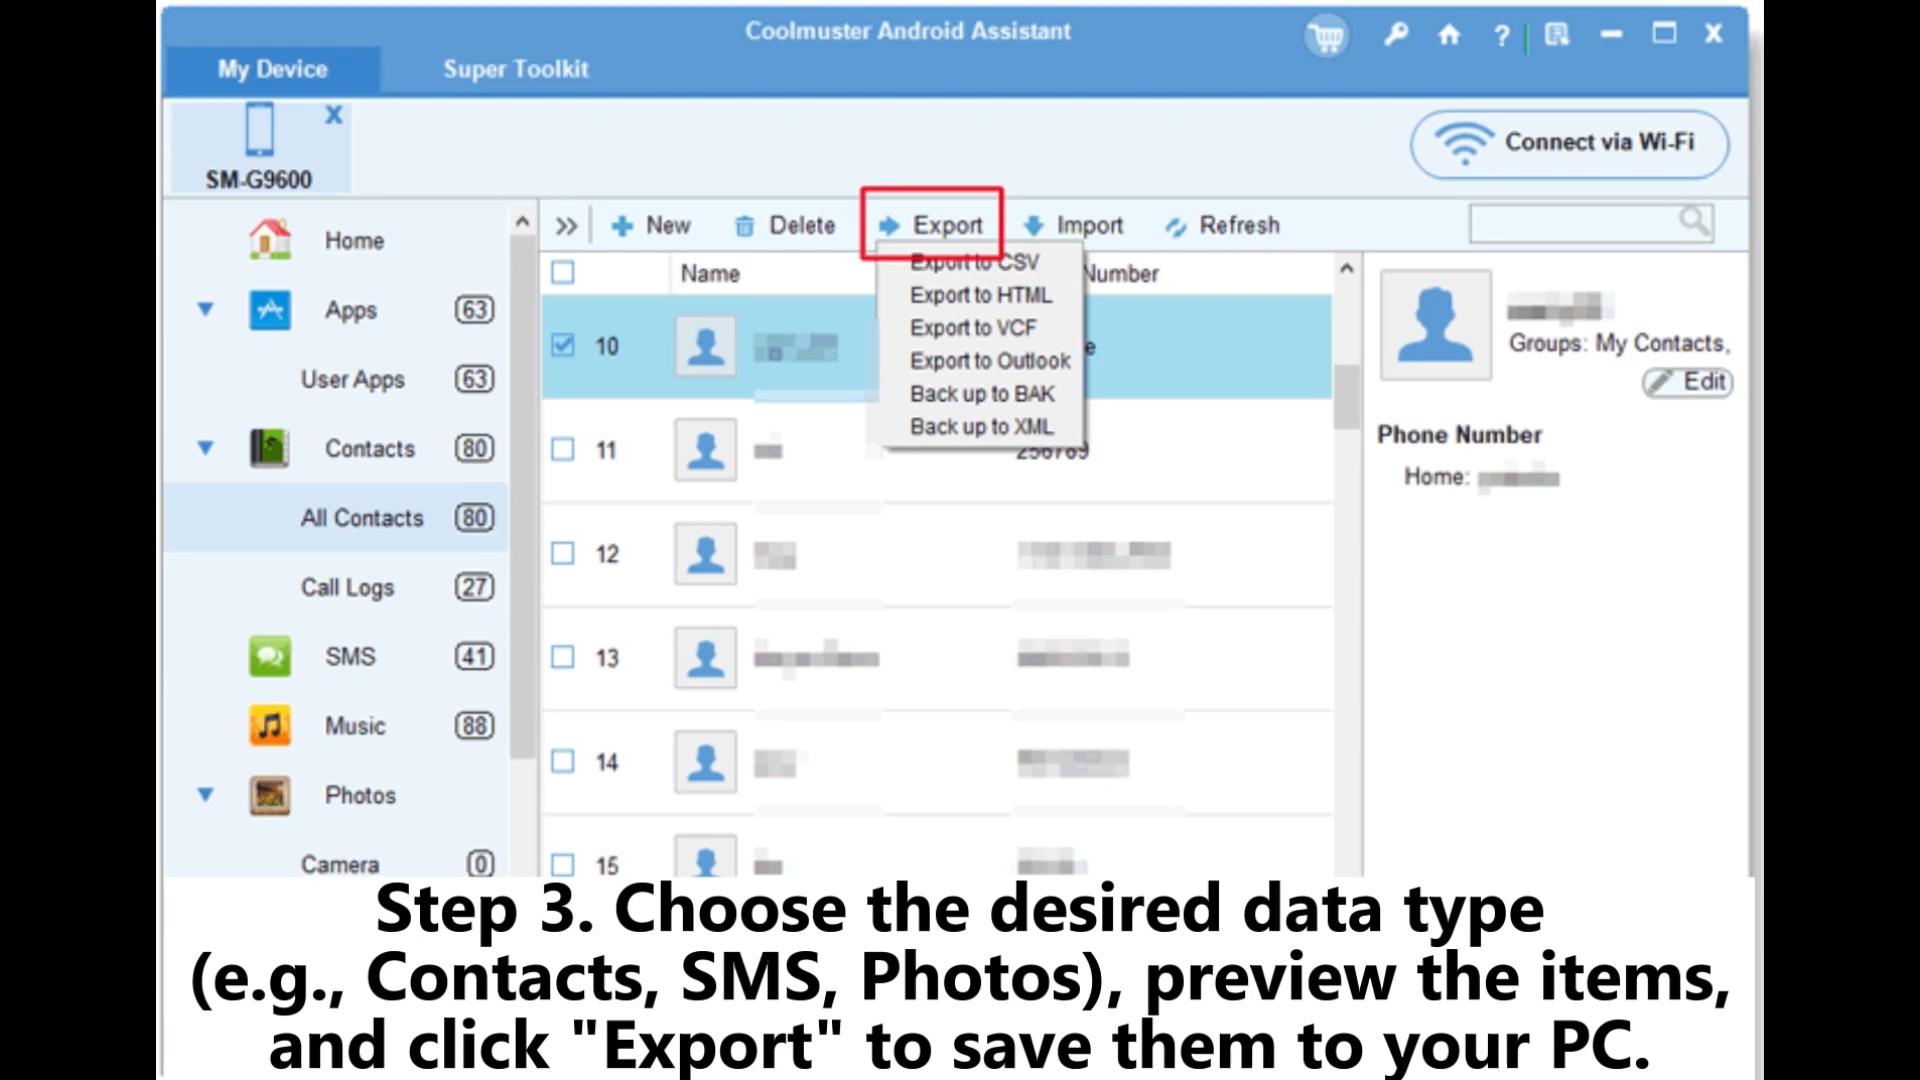 Coolmuster Android Assistant
My Device
Super Toolkit
SM-G9600
Connect via Wi-Fi
New
Delete
Export
Import
Refresh
Home
Apps 63
User Apps 63
Contacts 80
All Contacts 80
Call Logs 27
SMS 41
Music 88
Photos
Camera 0
Name
Number
Export to CSV
Export to HTML
Export to VCF
Export to Outlook
Back up to BAK
Back up to XML
10
11
256789
12
13
14
15
Groups: My Contacts,
Edit
Phone Number
Home:
Step 3. Choose the desired data type
(e.g., Contacts, SMS, Photos), preview the items,
and click "Export" to save them to your PC.